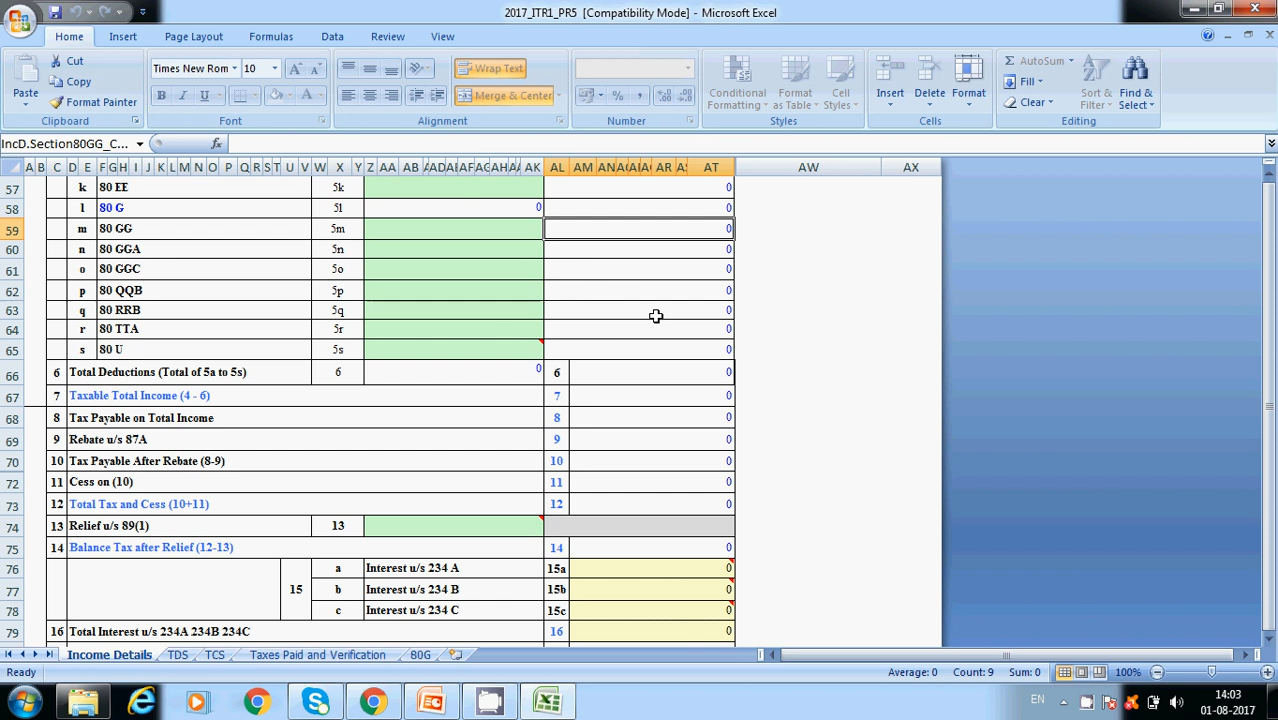 2017_ITR1_PR5 [Compatibility Mode] - Microsoft Excel
Home Insert Page Layout Formulas Data Review View
Paste Cut Copy Format Painter
Times New Rom 10
Wrap Text
Merge & Center
Conditional Formatting Format as Table Cell Styles
Insert Delete Format
AutoSum Fill Clear
Sort & Filter Find & Select
Clipboard Font Alignment Number Styles Cells Editing
IncD.Section80GG_C... fx
A B C D E F G H I J K L M N O P Q R S T U V W X Y Z AA AB AF AK AL AM AN AR AT AW AX
57 k 80 EE 5k 0
58 l 80 G 5l 0 0
59 m 80 GG 5m 0
60 n 80 GGA 5n 0
61 o 80 GGC 5o 0
62 p 80 QQB 5p 0
63 q 80 RRB 5q 0
64 r 80 TTA 5r 0
65 s 80 U 5s 0
66 6 Total Deductions (Total of 5a to 5s) 6 0 6 0
67 7 Taxable Total Income (4 - 6) 7 0
68 8 Tax Payable on Total Income 8 0
69 9 Rebate u/s 87A 9 0
70 10 Tax Payable After Rebate (8-9) 10 0
72 11 Cess on (10) 11 0
73 12 Total Tax and Cess (10+11) 12 0
74 13 Relief u/s 89(1) 13
75 14 Balance Tax after Relief (12-13) 14 0
76 a Interest u/s 234 A 15a 0
77 15 b Interest u/s 234 B 15b 0
78 c Interest u/s 234 C 15c 0
79 16 Total Interest u/s 234A 234B 234C 16 0
Income Details TDS TCS Taxes Paid and Verification 80G
Ready Average: 0 Count: 9 Sum: 0 100%
EN 14:03
01-08-2017